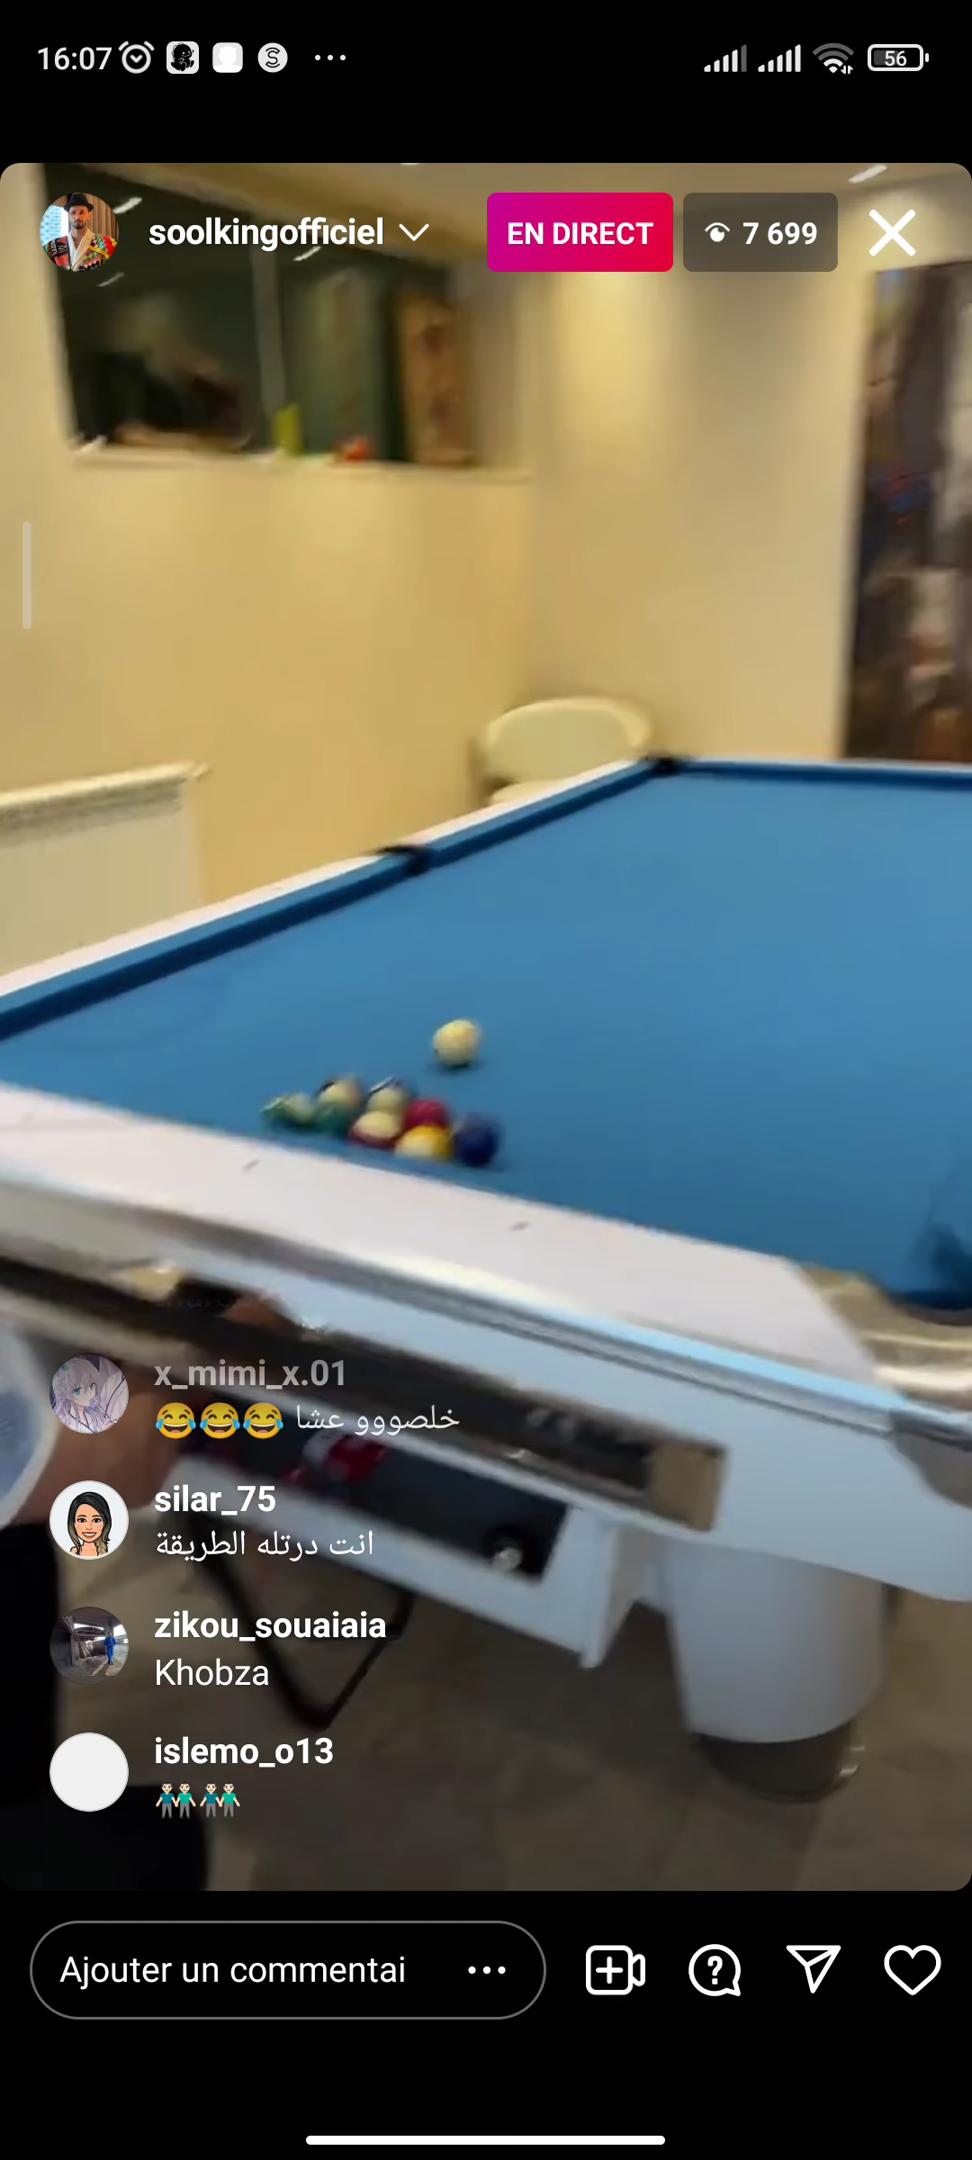 16:07
56
soolkingofficiel
EN DIRECT
7 699
x_mimi_x.01
خلصووو عشا 😂😂😂
silar_75
انت درتله الطريقة
zikou_souaiaia
Khobza
islemo_o13
👬🏻👬🏻
Ajouter un commentai